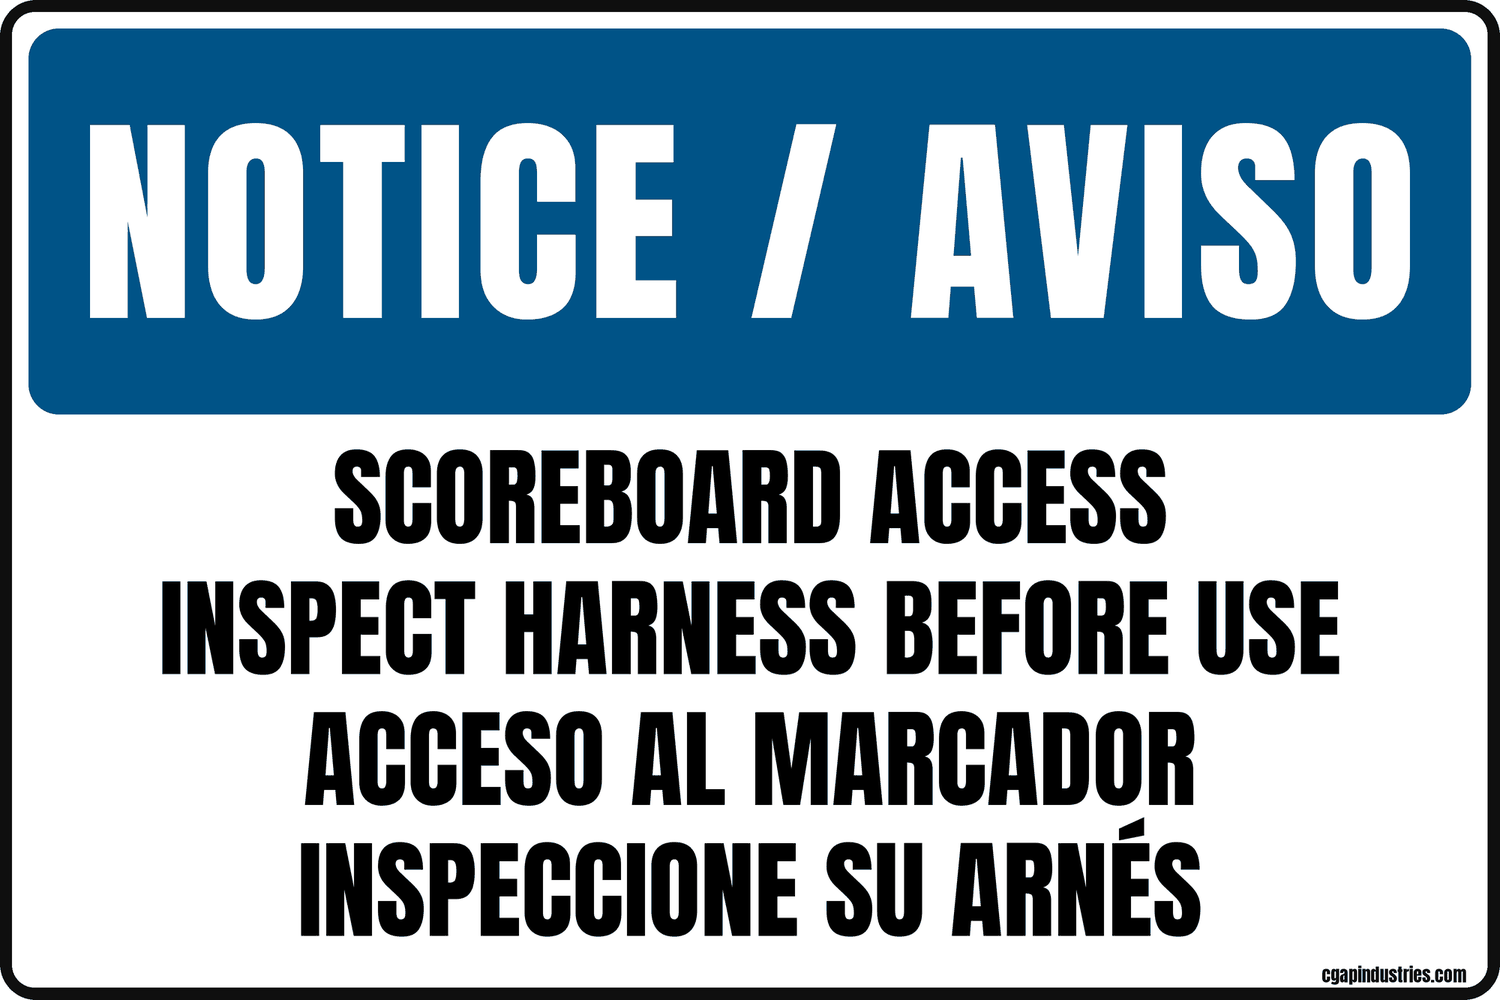 NOTICE / AVISO
SCOREBOARD ACCESS
INSPECT HARNESS BEFORE USE
ACCESO AL MARCADOR
INSPECCIONE SU ARNÉS
cgapindustries.com